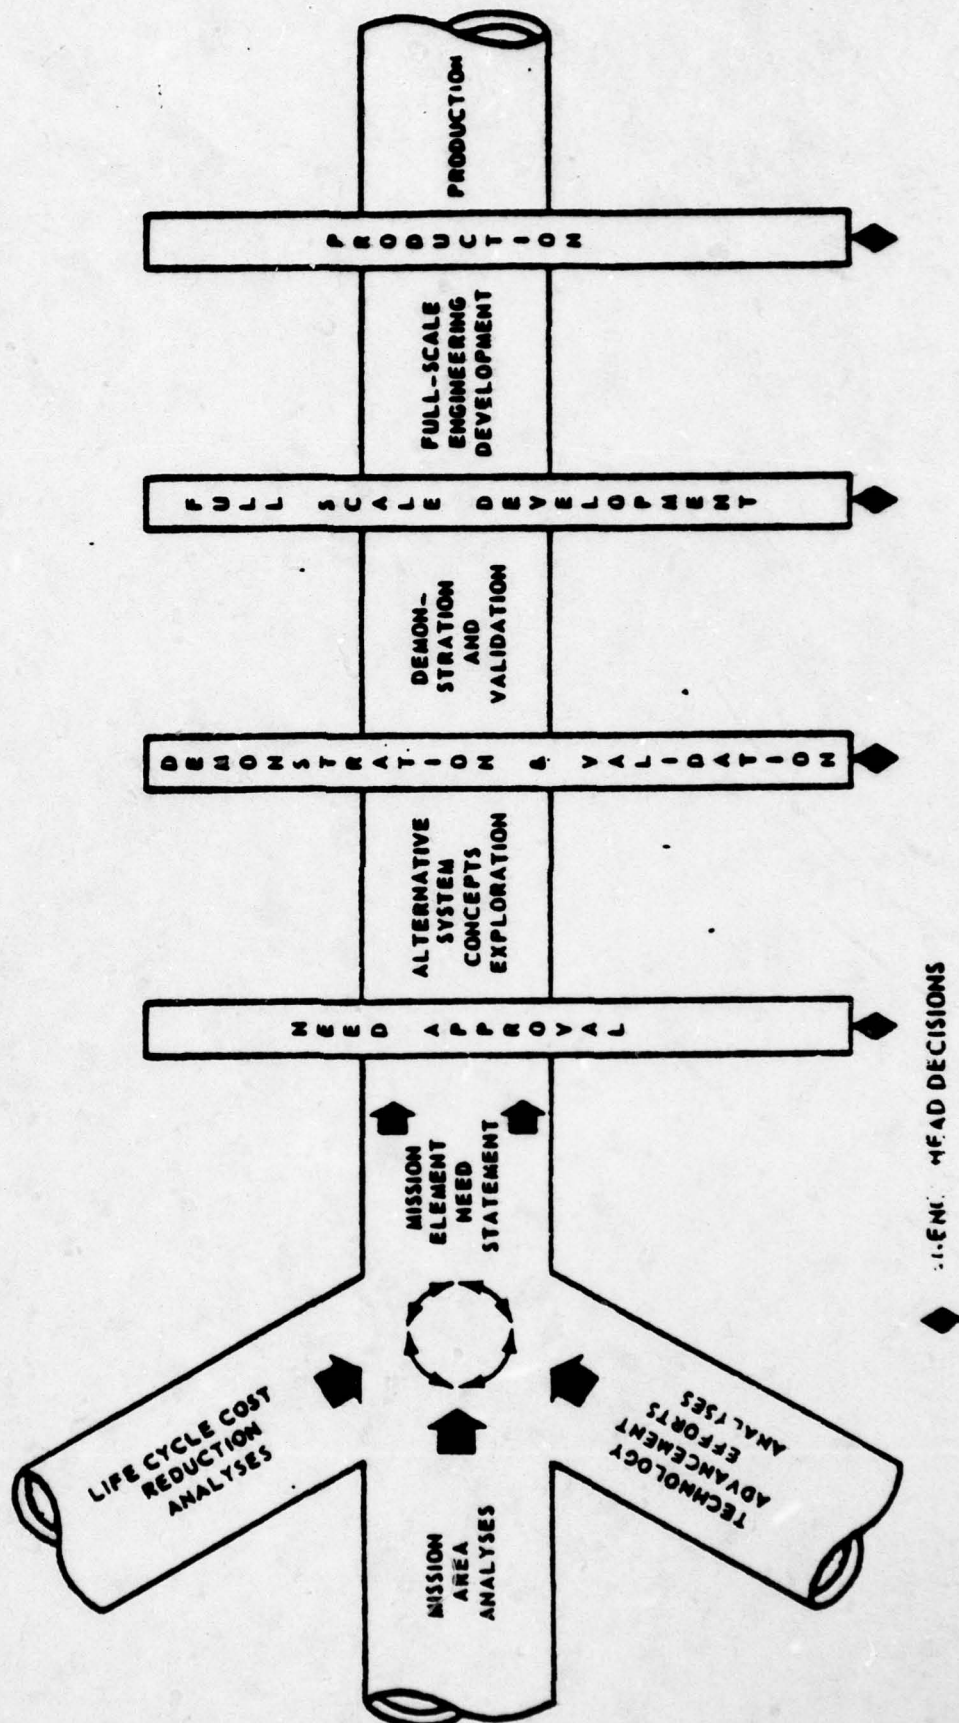 LIFE CYCLE COST
REDUCTION
ANALYSES
MISSION
AREA
ANALYSES
TECHNOLOGY
ADVANCEMENT
EFFORTS
ANALYSES
MISSION
ELEMENT
NEED
STATEMENT
NEED APPROVAL
ALTERNATIVE
SYSTEM
CONCEPTS
EXPLORATION
DEMONSTRATION & VALIDATION
DEMON-
STRATION
AND
VALIDATION
FULL SCALE DEVELOPMENT
FULL-SCALE
ENGINEERING
DEVELOPMENT
PRODUCTION
PRODUCTION
HEAD DECISIONS